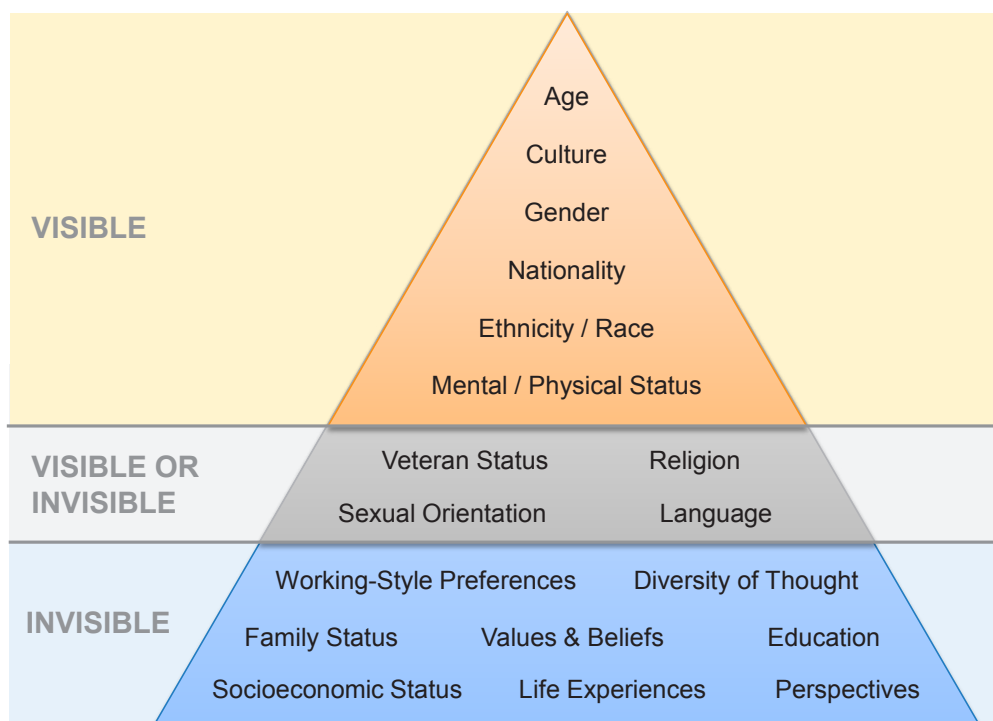 Age
Culture
Gender
VISIBLE
Nationality
Ethnicity / Race
Mental / Physical Status
VISIBLE OR
INVISIBLE
Veteran Status Religion
Sexual Orientation Language
Working-Style Preferences Diversity of Thought
INVISIBLE
Family Status Values & Beliefs Education
Socioeconomic Status Life Experiences Perspectives